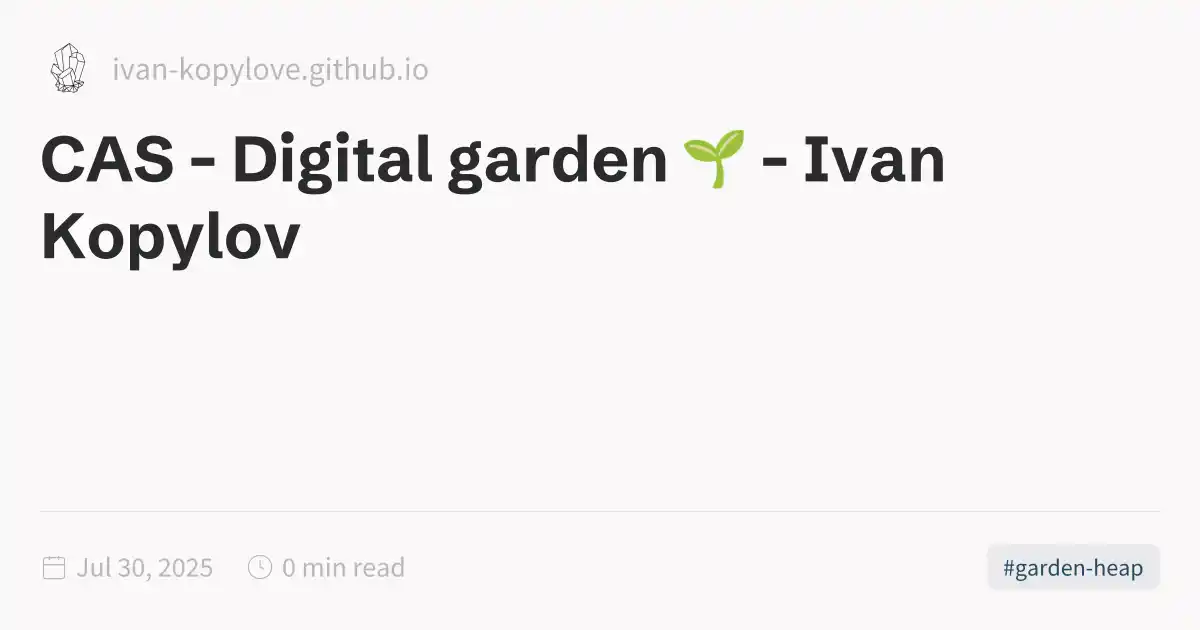 ivan-kopylove.github.io
CAS - Digital garden 🌱 - Ivan
Kopylov
Jul 30, 2025 0 min read
#garden-heap